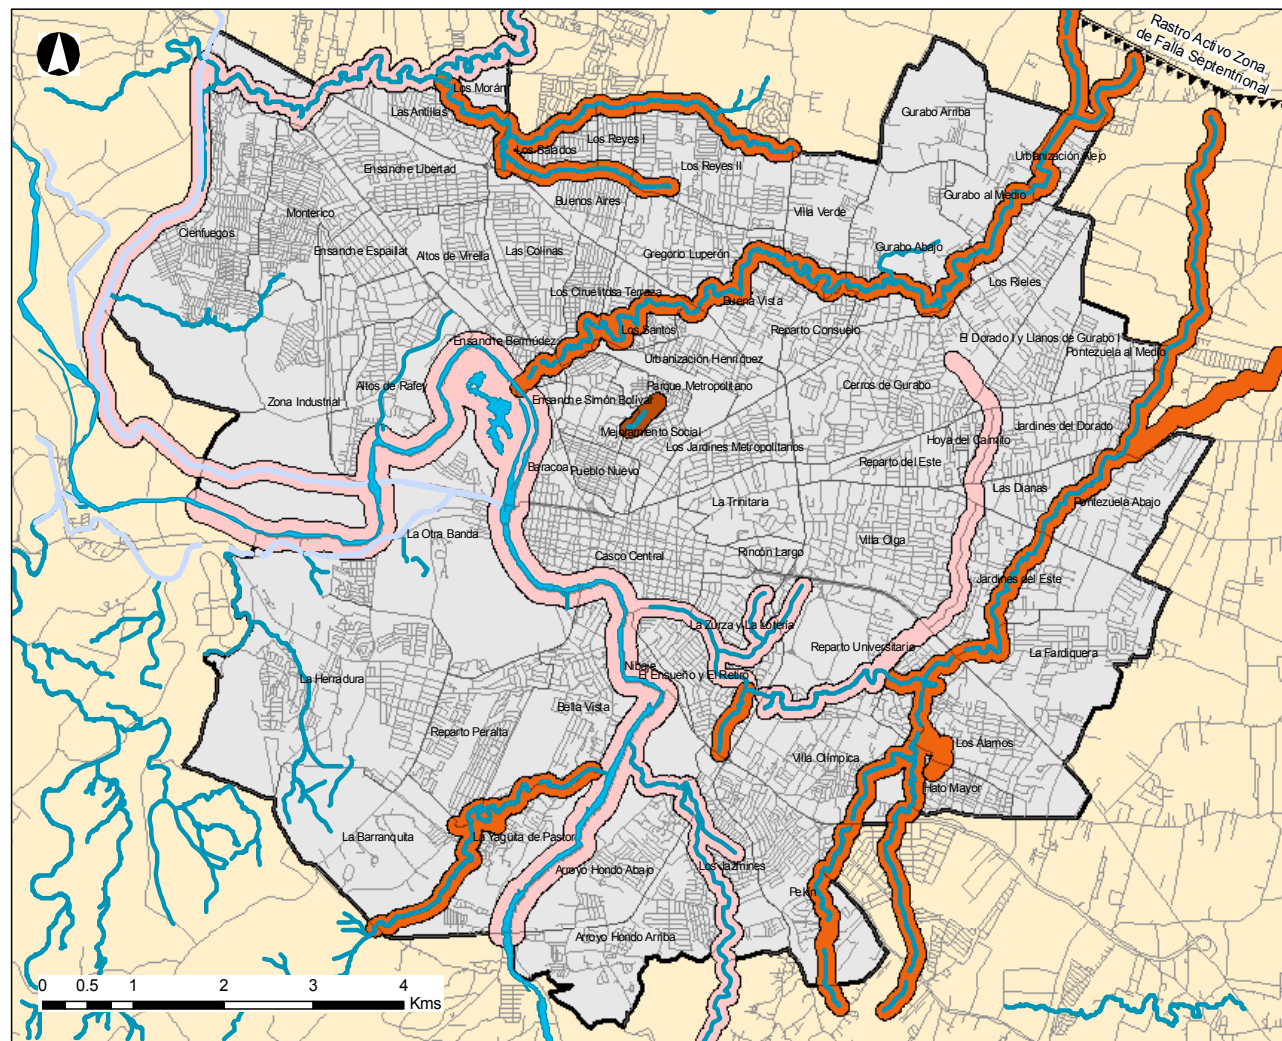 Rastro Activo Zona
de Falla Septentrional
Los Morán
Las Antillas
Gurabo Arriba
Los Reyes I
Los Salados
Los Reyes II
Urbanización Alejo
Ensanche Libertad
Gurabo al Medio
Buenos Aires
Monterico
Villa Verde
Cienfuegos
Ensanche Espaillat
Altos de Virella
Las Colinas
Gregorio Luperón
Gurabo Abajo
Los Rieles
Los Ciruelitos
La Terraza
Buena Vista
Los Santos
Reparto Consuelo
Ensanche Bermúdez
El Dorado I y Llanos de Gurabo I
Pontezuela al Medio
Urbanización Henríquez
Altos de Rafey
Parque Metropolitano
Cerros de Gurabo
Zona Industrial
Ensanche Simón Bolívar
Mejoramiento Social
Jardines del Dorado
Los Jardines Metropolitanos
Hoya del Caimito
Baracoa
Pueblo Nuevo
Reparto del Este
Las Dianas
La Trinitaria
Pontezuela Abajo
La Otra Banda
Villa Olga
Casco Central
Rincón Largo
Jardines del Este
La Zurza y La Lotería
Reparto Universitario
La Fardiquera
Nibaje
El Ensueño y El Retiro
La Herradura
Bella Vista
Reparto Peralta
Los Álamos
Villa Olímpica
Hato Mayor
La Barranquita
La Yagüita de Pastor
Arroyo Hondo Abajo
Los Jazmines
Pekín
Arroyo Hondo Arriba
0 0.5 1 2 3 4
Kms